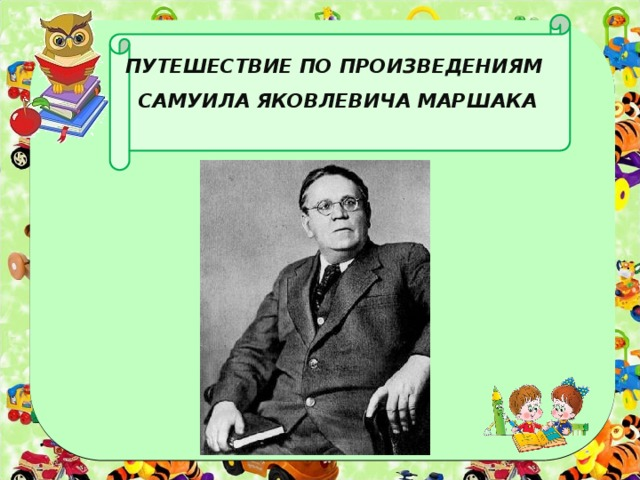 ПУТЕШЕСТВИЕ ПО ПРОИЗВЕДЕНИЯМ
САМУИЛА ЯКОВЛЕВИЧА МАРШАКА